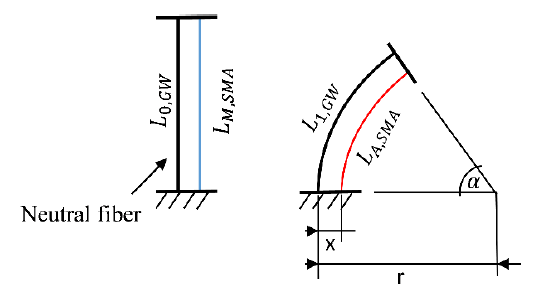 L0,GW
LM,SMA
Neutral fiber
L1,GW
LA,SMA
α
x
r